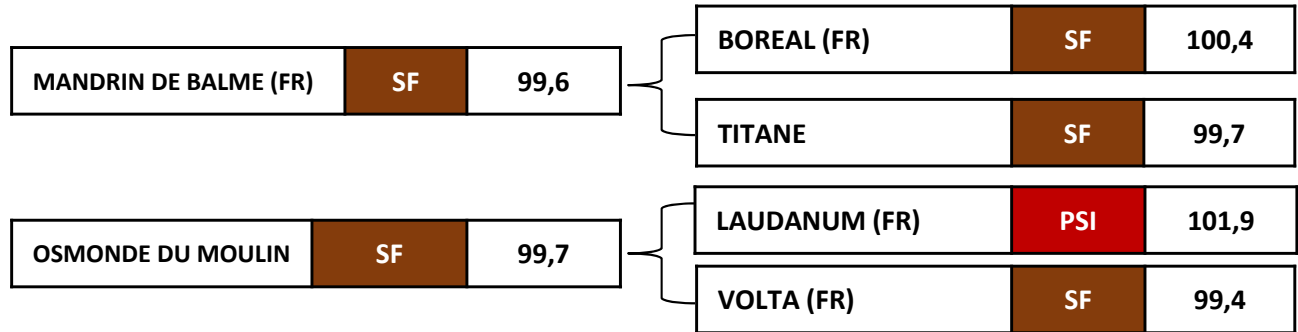 BOREAL (FR) SF 100,4
MANDRIN DE BALME (FR) SF 99,6
TITANE SF 99,7
LAUDANUM (FR) PSI 101,9
OSMONDE DU MOULIN SF 99,7
VOLTA (FR) SF 99,4